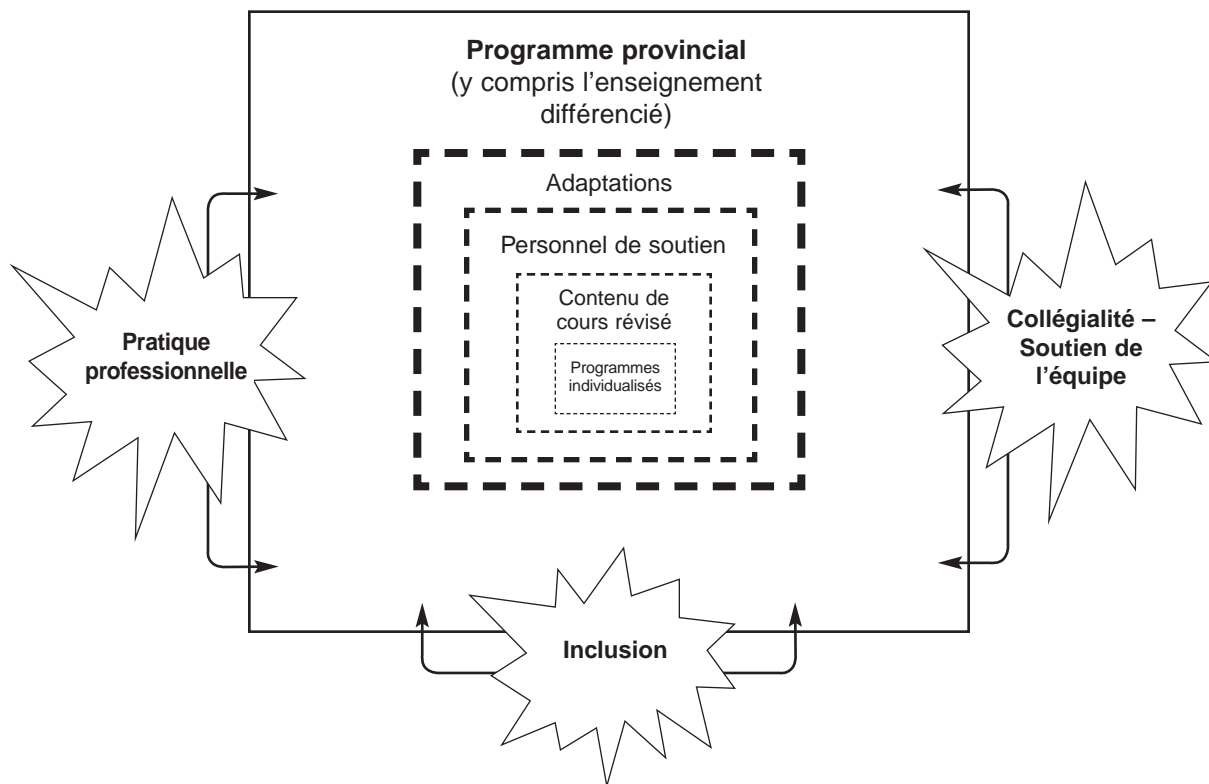 Programme provincial
(y compris l’enseignement
différencié)
Adaptations
Personnel de soutien
Contenu de
cours révisé
Programmes
individualisés
Pratique
professionnelle
Collégialité –
Soutien de
l’équipe
Inclusion